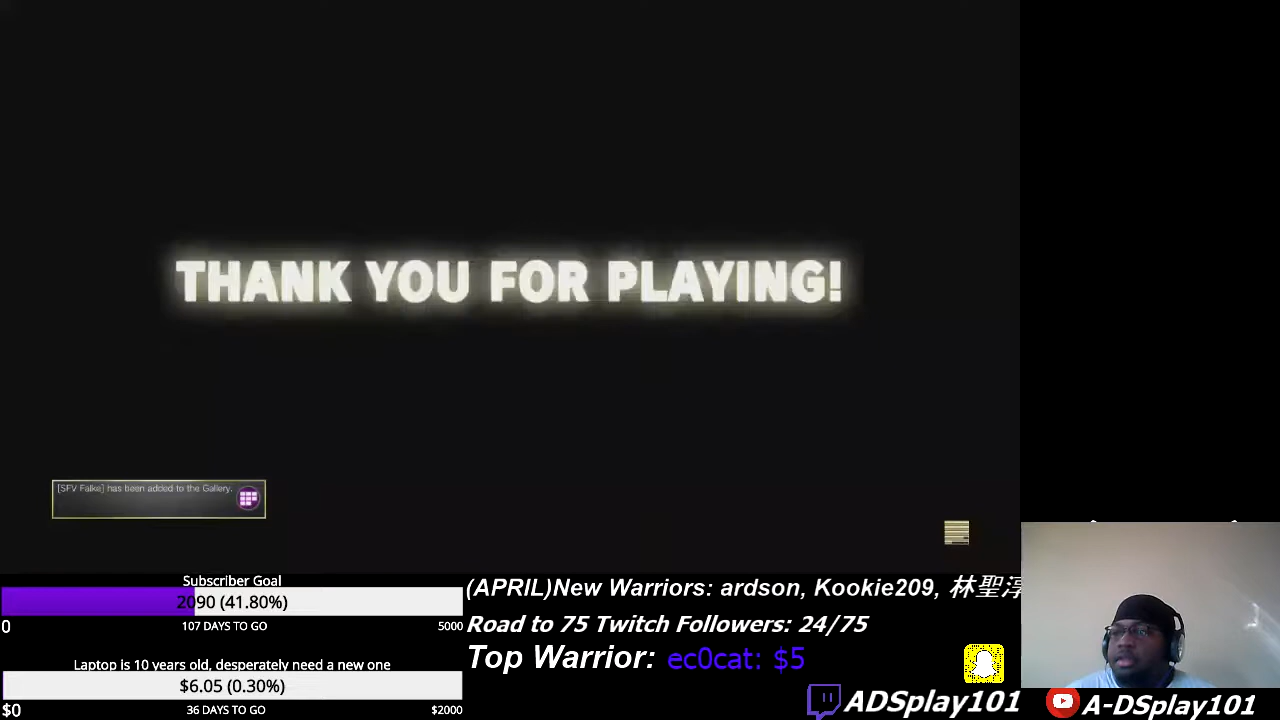 THANK YOU FOR PLAYING!
[SFV Falke] has been added to the Gallery.
Subscriber Goal
2090 (41.80%)
0
107 DAYS TO GO
5000
Laptop is 10 years old, desperately need a new one
$6.05 (0.30%)
$0
36 DAYS TO GO
$2000
(APRIL)New Warriors: ardson, Kookie209, 林聖淳
Road to 75 Twitch Followers: 24/75
Top Warrior: ec0cat: $5
ADSplay101
A-DSplay101